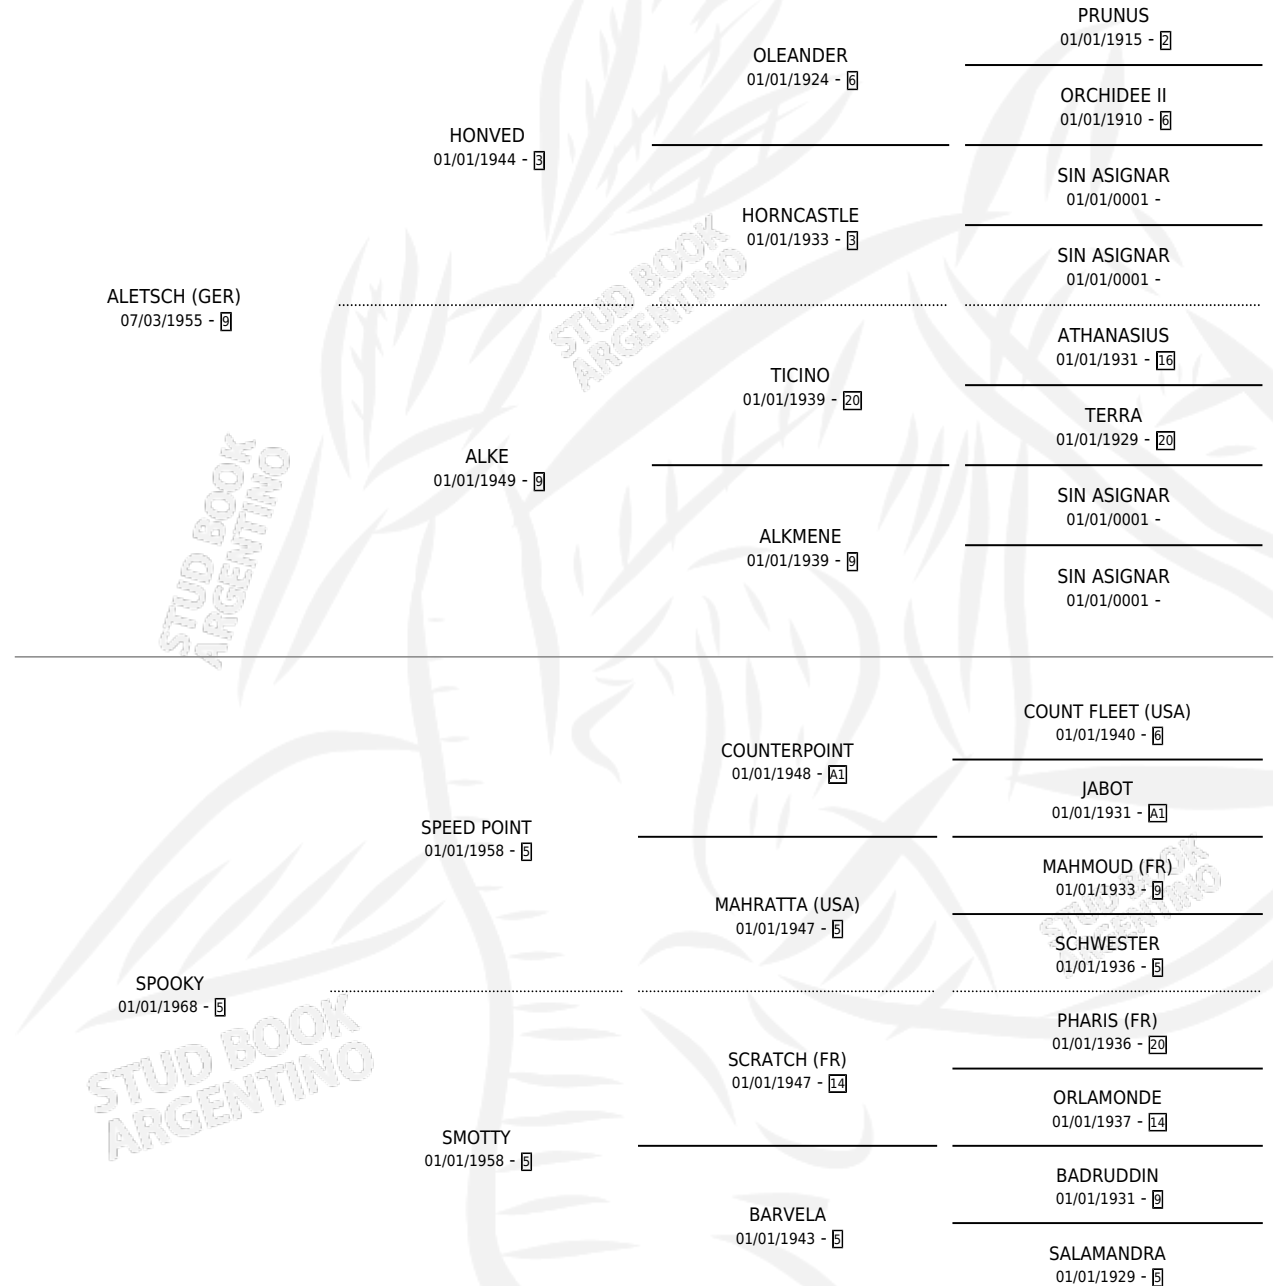 PRUNUS
01/01/1915 - 2
OLEANDER
01/01/1924 - 6
ORCHIDEE II
01/01/1910 - 6
HONVED
01/01/1944 - 3
SIN ASIGNAR
01/01/0001 -
HORNCASTLE
01/01/1933 - 3
SIN ASIGNAR
01/01/0001 -
ALETSCH (GER)
07/03/1955 - 9
ATHANASIUS
01/01/1931 - 16
TICINO
01/01/1939 - 20
TERRA
01/01/1929 - 20
ALKE
01/01/1949 - 9
SIN ASIGNAR
01/01/0001 -
ALKMENE
01/01/1939 - 9
SIN ASIGNAR
01/01/0001 -
COUNT FLEET (USA)
01/01/1940 - 6
COUNTERPOINT
01/01/1948 - A1
JABOT
01/01/1931 - A1
SPEED POINT
01/01/1958 - 5
MAHMOUD (FR)
01/01/1933 - 9
MAHRATTA (USA)
01/01/1947 - 5
SCHWESTER
01/01/1936 - 5
SPOOKY
01/01/1968 - 5
PHARIS (FR)
01/01/1936 - 20
SCRATCH (FR)
01/01/1947 - 14
ORLAMONDE
01/01/1937 - 14
SMOTTY
01/01/1958 - 5
BADRUDDIN
01/01/1931 - 9
BARVELA
01/01/1943 - 5
SALAMANDRA
01/01/1929 - 5
STUD BOOK
ARGENTINO
STUD BOOK
ARGENTINO
STUD BOOK
ARGENTINO
STUD BOOK
ARGENTINO